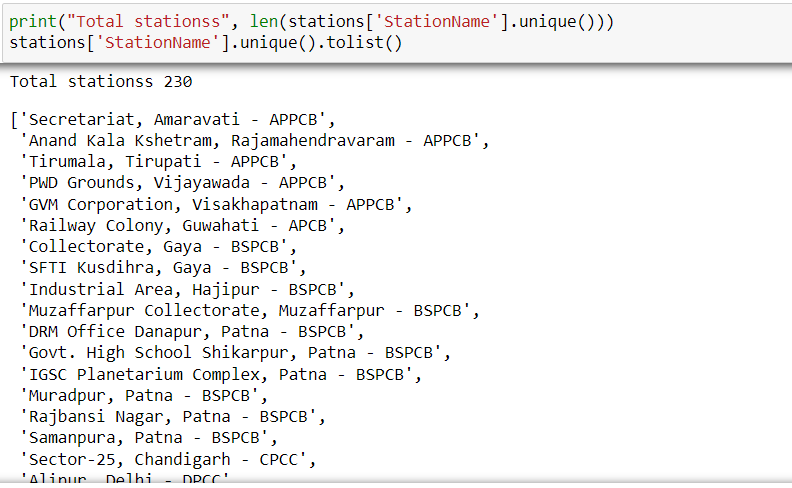 print("Total stationss", len(stations['StationName'].unique()))
stations['StationName'].unique().tolist()
Total stationss 230
['Secretariat, Amaravati - APPCB',
'Anand Kala Kshetram, Rajamahendravaram - APPCB',
'Tirumala, Tirupati - APPCB',
'PWD Grounds, Vijayawada - APPCB',
'GVM Corporation, Visakhapatnam - APPCB',
'Railway Colony, Guwahati - APCB',
'Collectorate, Gaya - BSPCB',
'SFTI Kusdihra, Gaya - BSPCB',
'Industrial Area, Hajipur - BSPCB',
'Muzaffarpur Collectorate, Muzaffarpur - BSPCB',
'DRM Office Danapur, Patna - BSPCB',
'Govt. High School Shikarpur, Patna - BSPCB',
'IGSC Planetarium Complex, Patna - BSPCB',
'Muradpur, Patna - BSPCB',
'Rajbansi Nagar, Patna - BSPCB',
'Samanpura, Patna - BSPCB',
'Sector-25, Chandigarh - CPCC',
'Alipur, Delhi - DPCC'